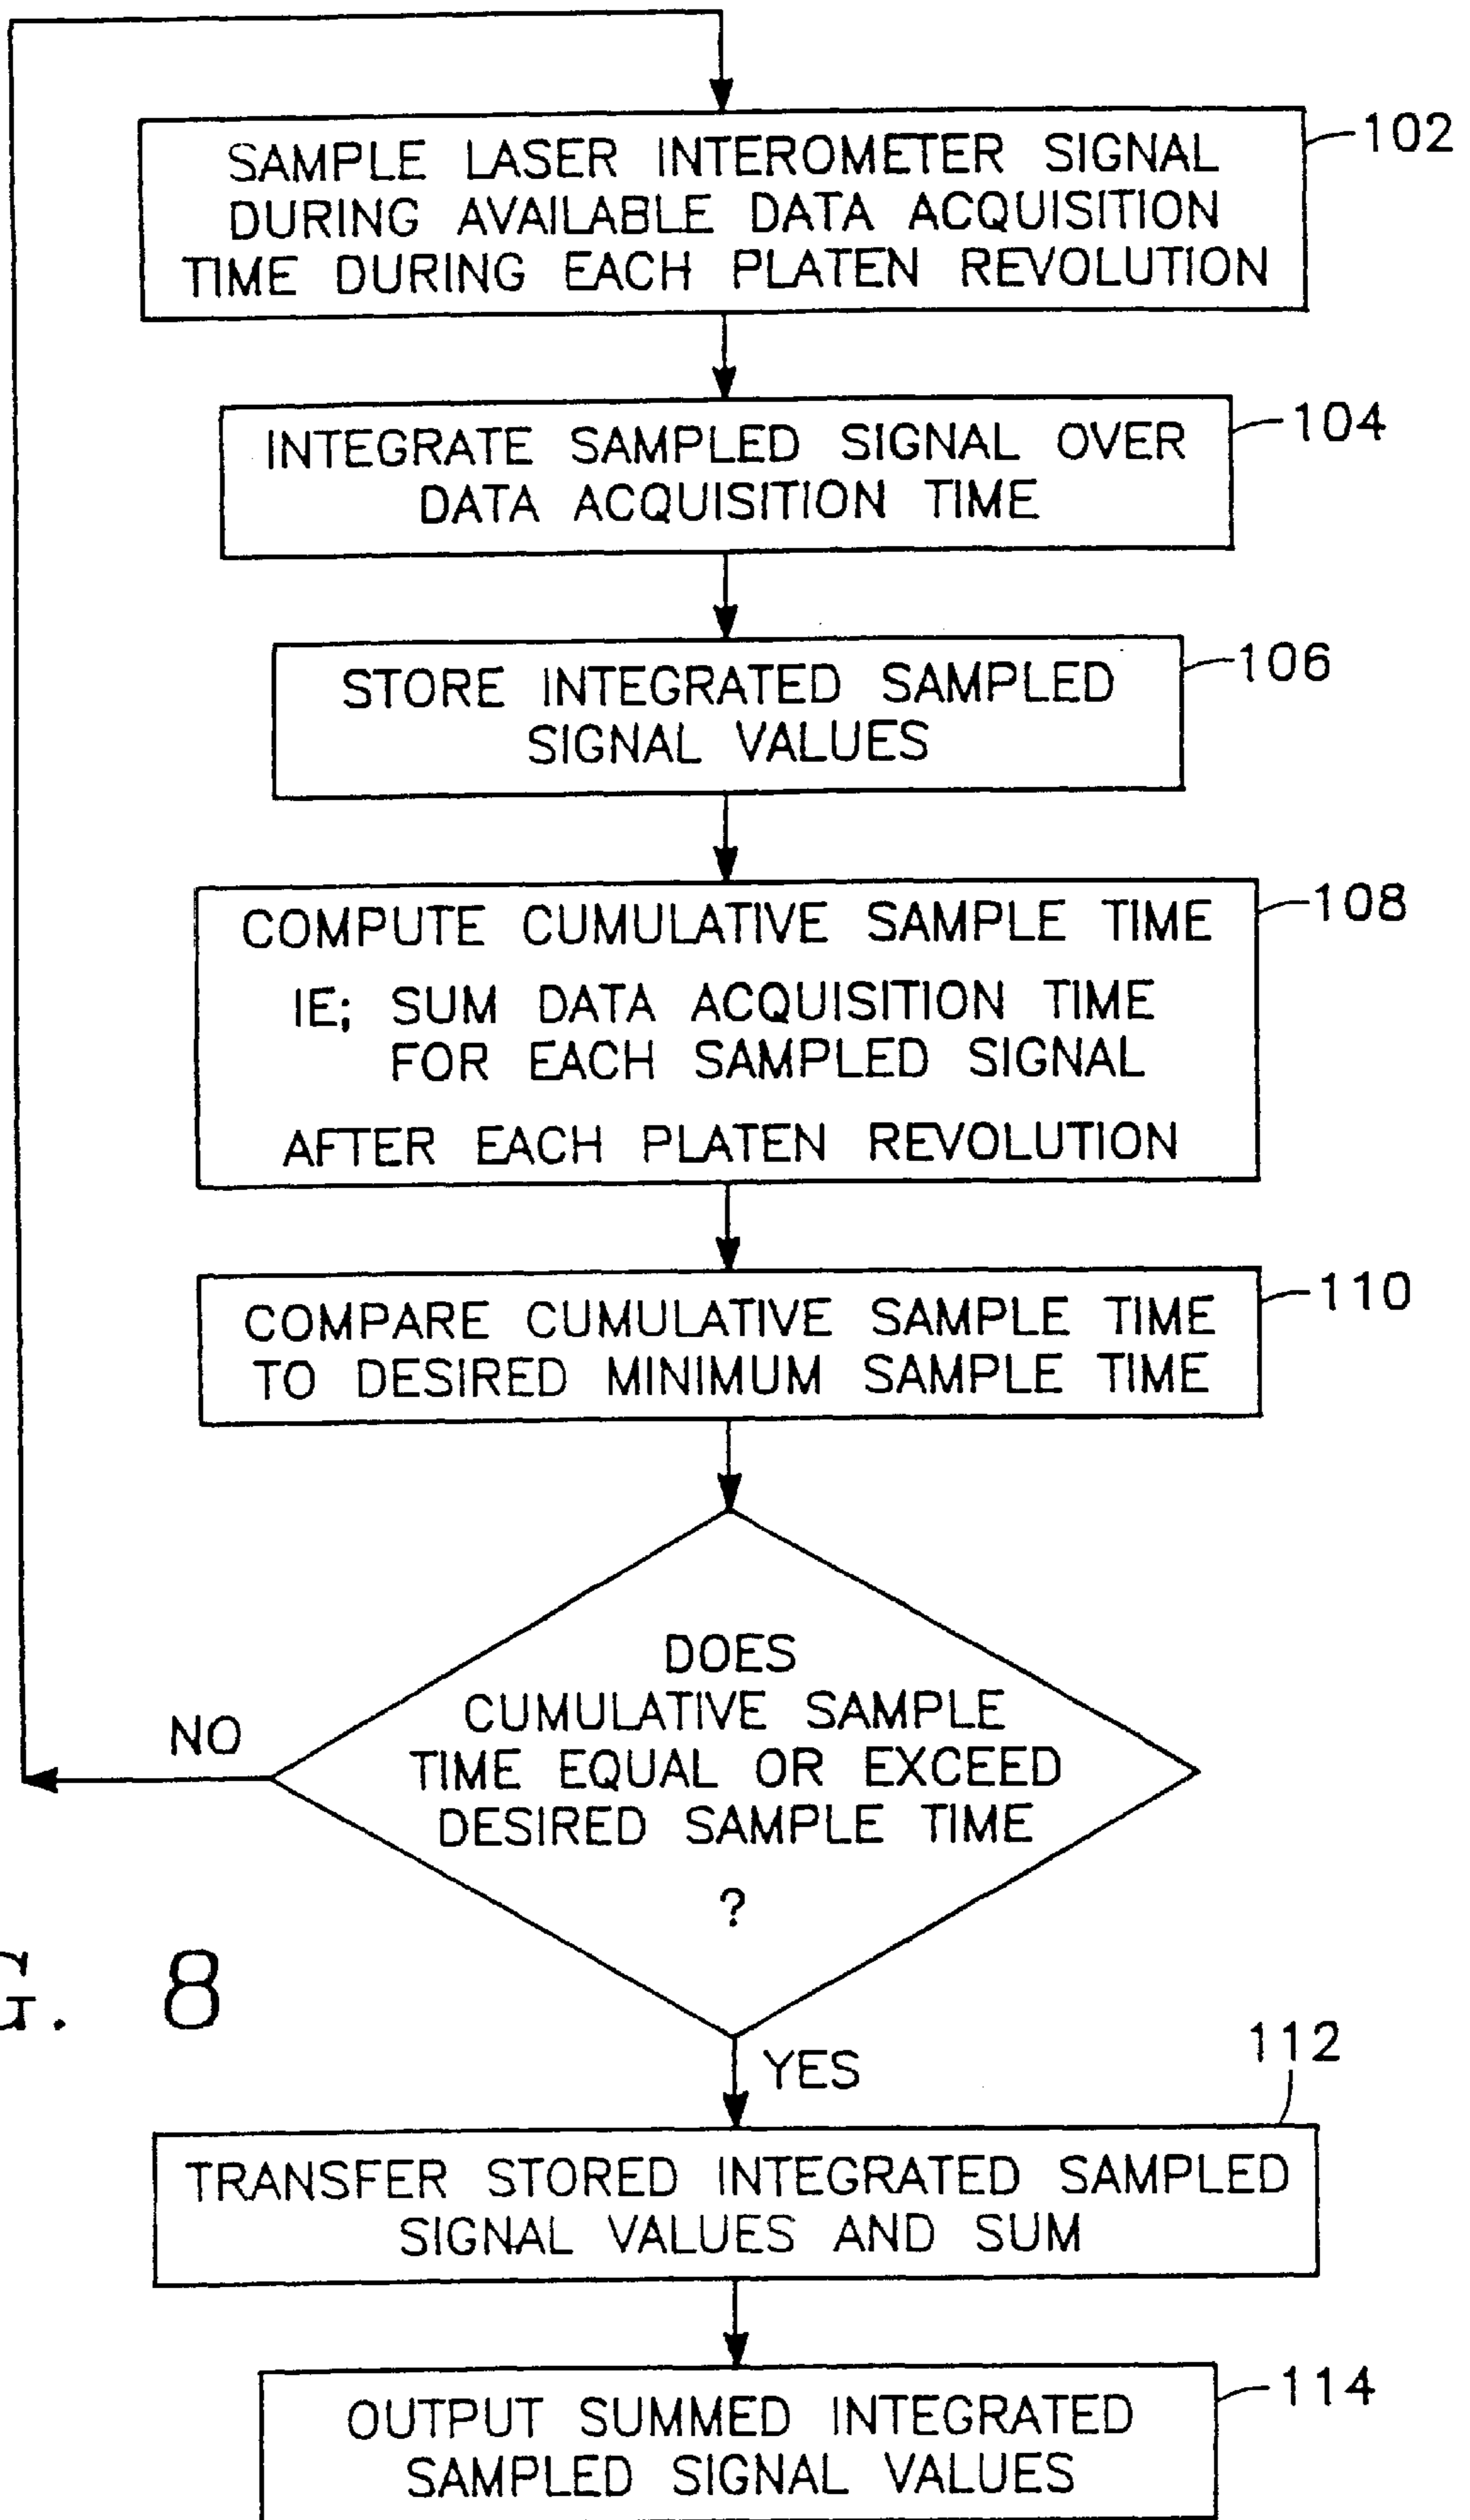 SAMPLE LASER INTEROMETER SIGNAL
DURING AVAILABLE DATA ACQUISITION
TIME DURING EACH PLATEN REVOLUTION
102
INTEGRATE SAMPLED SIGNAL OVER
DATA ACQUISITION TIME
104
STORE INTEGRATED SAMPLED
SIGNAL VALUES
106
COMPUTE CUMULATIVE SAMPLE TIME
IE; SUM DATA ACQUISITION TIME
FOR EACH SAMPLED SIGNAL
AFTER EACH PLATEN REVOLUTION
108
COMPARE CUMULATIVE SAMPLE TIME
TO DESIRED MINIMUM SAMPLE TIME
110
DOES
CUMULATIVE SAMPLE
TIME EQUAL OR EXCEED
DESIRED SAMPLE TIME
?
NO
G. 8
YES
112
TRANSFER STORED INTEGRATED SAMPLED
SIGNAL VALUES AND SUM
OUTPUT SUMMED INTEGRATED
SAMPLED SIGNAL VALUES
114